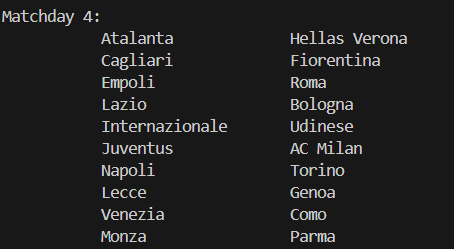 Matchday 4:
Atalanta Hellas Verona
Cagliari Fiorentina
Empoli Roma
Lazio Bologna
Internazionale Udinese
Juventus AC Milan
Napoli Torino
Lecce Genoa
Venezia Como
Monza Parma